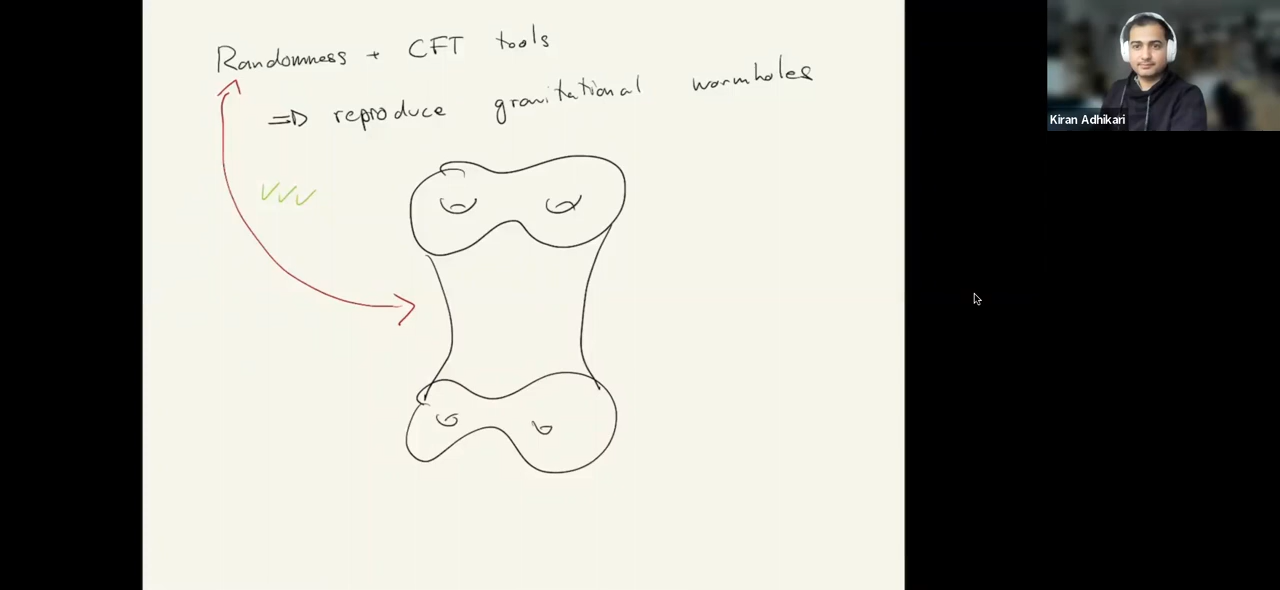 Randomness + CFT tools
⇒ reproduce gravitational wormholes
Kiran Adhikari